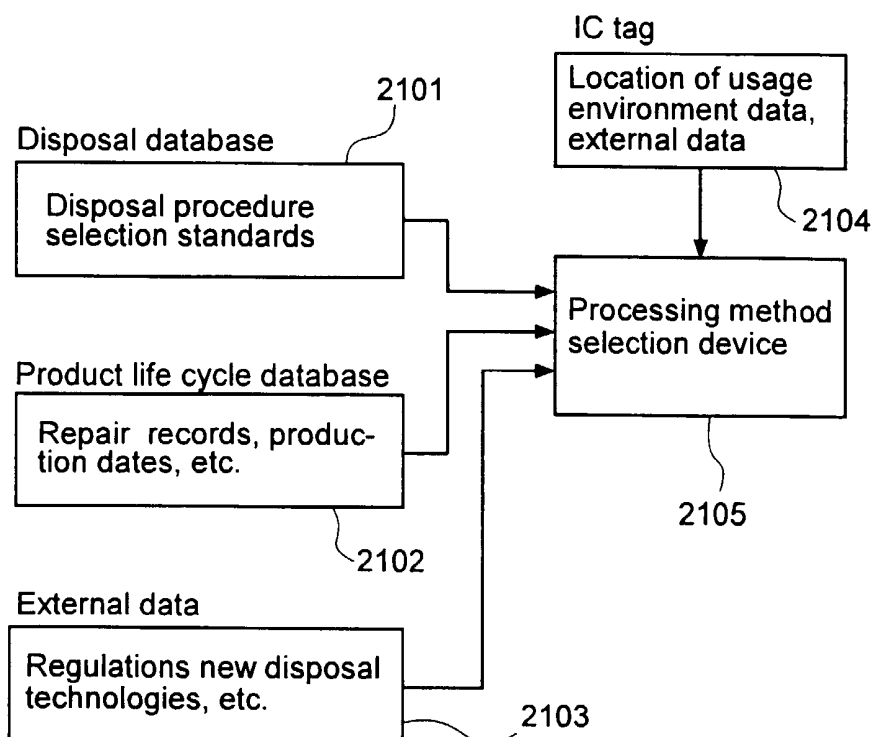 IC tag
Location of usage
environment data,
external data
2104
2101
Disposal database
Disposal procedure
selection standards
Processing method
selection device
2105
Product life cycle database
Repair records, produc-
tion dates, etc.
2102
External data
Regulations new disposal
technologies, etc.
2103